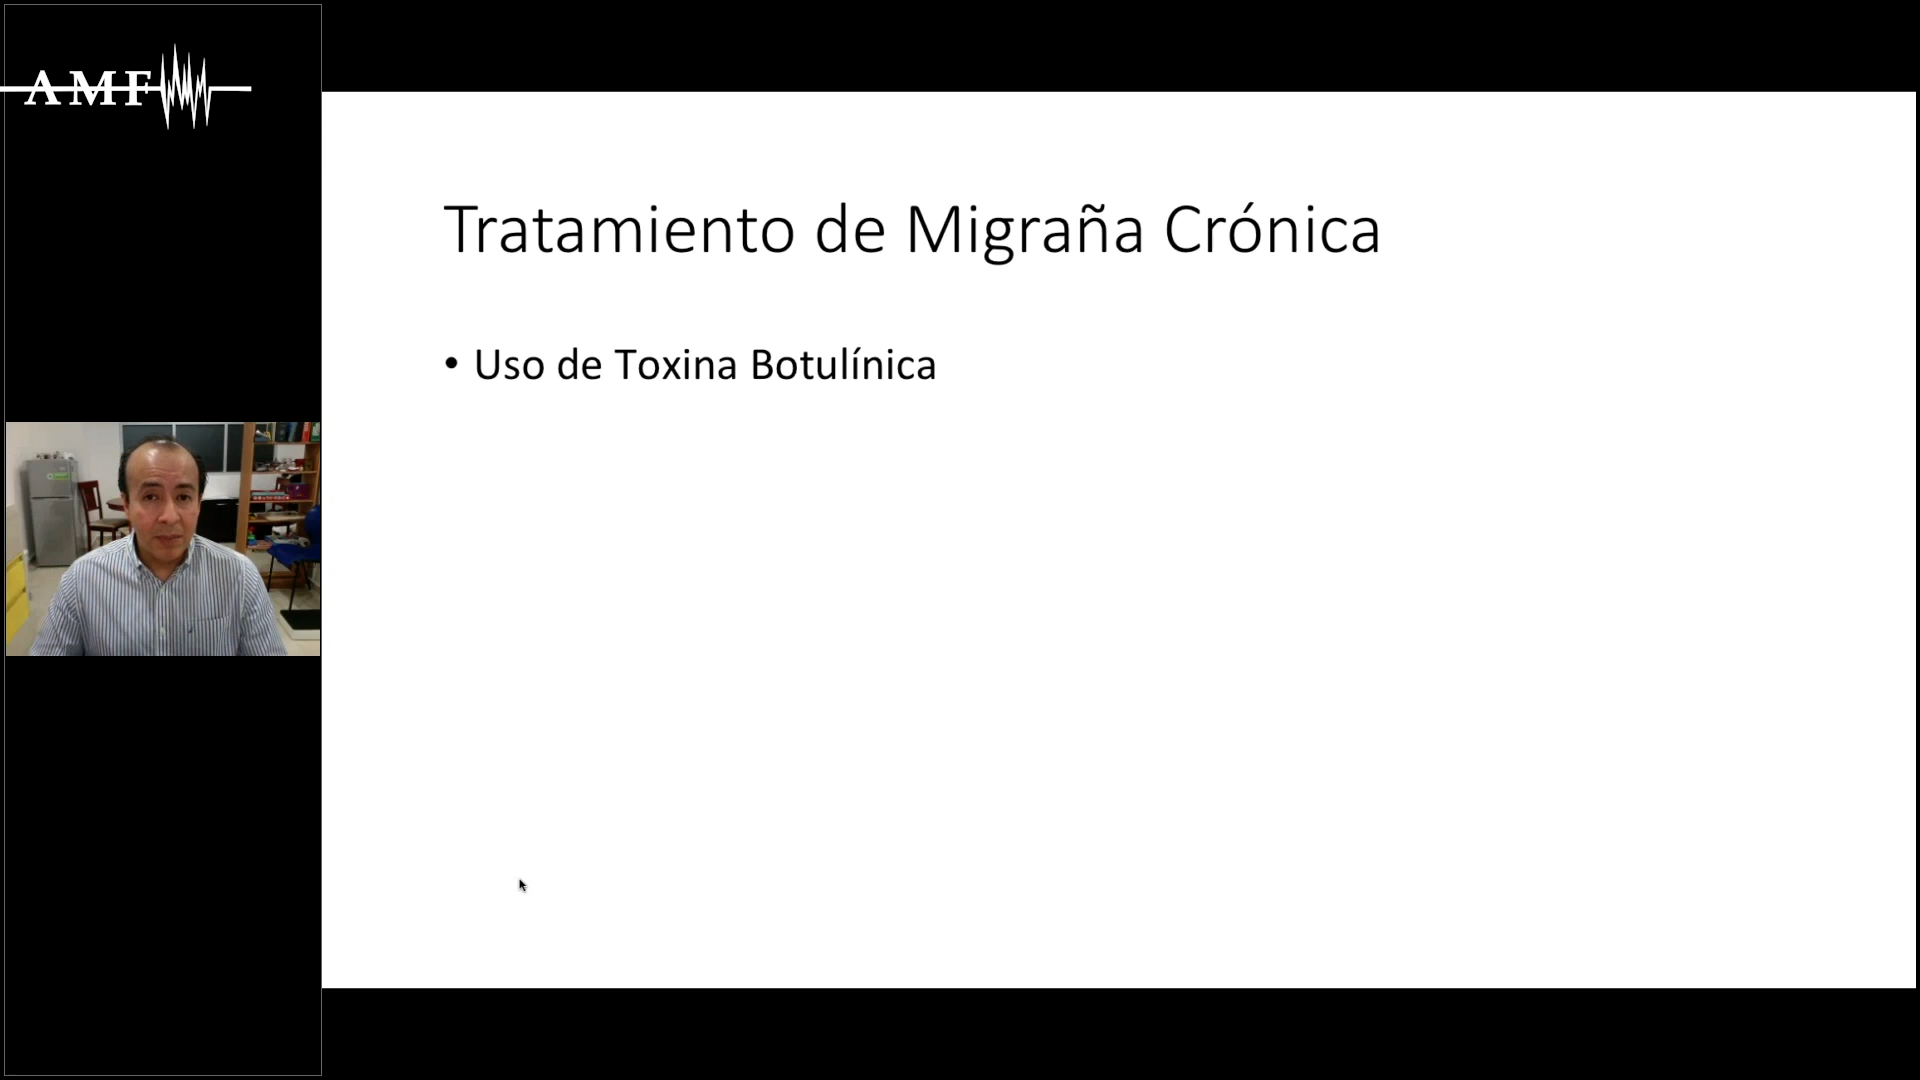 AMF
Tratamiento de Migraña Crónica
• Uso de Toxina Botulínica